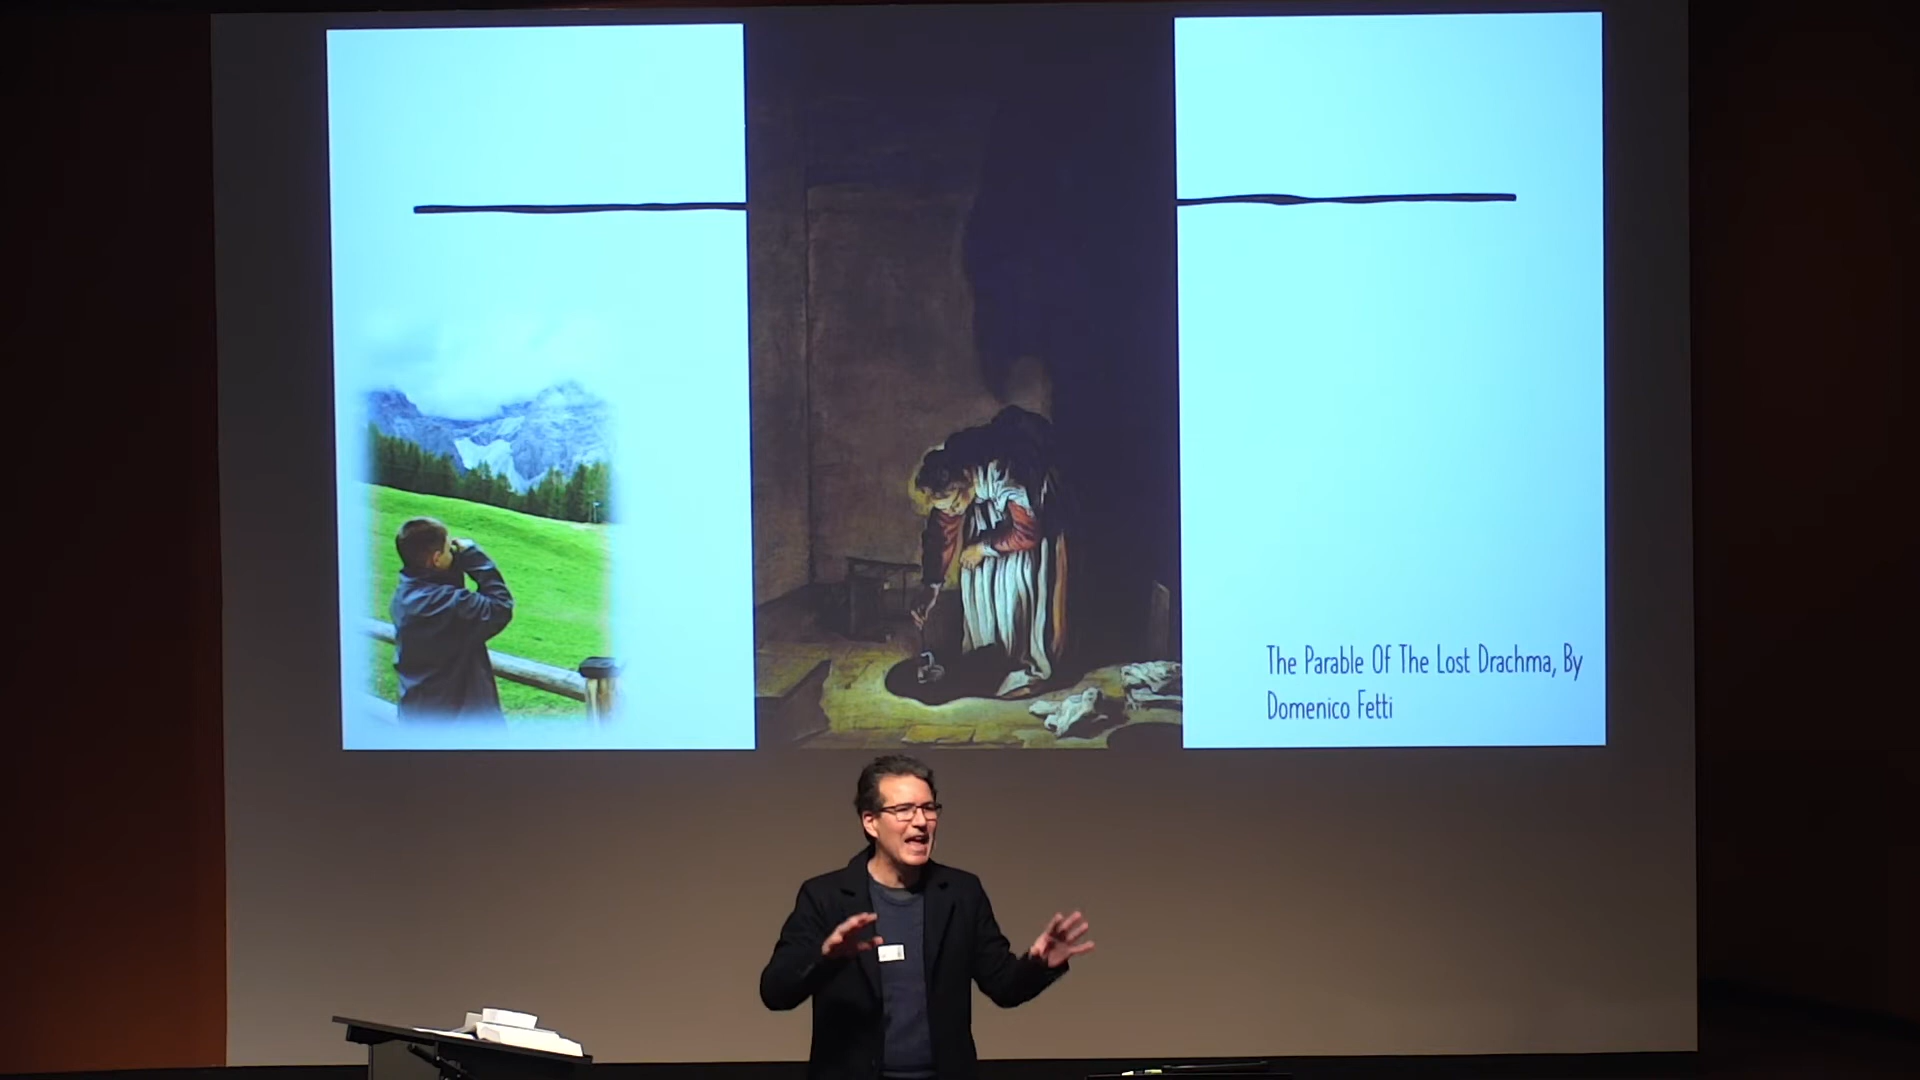 The Parable Of The Lost Drachma, By
Domenico Fetti